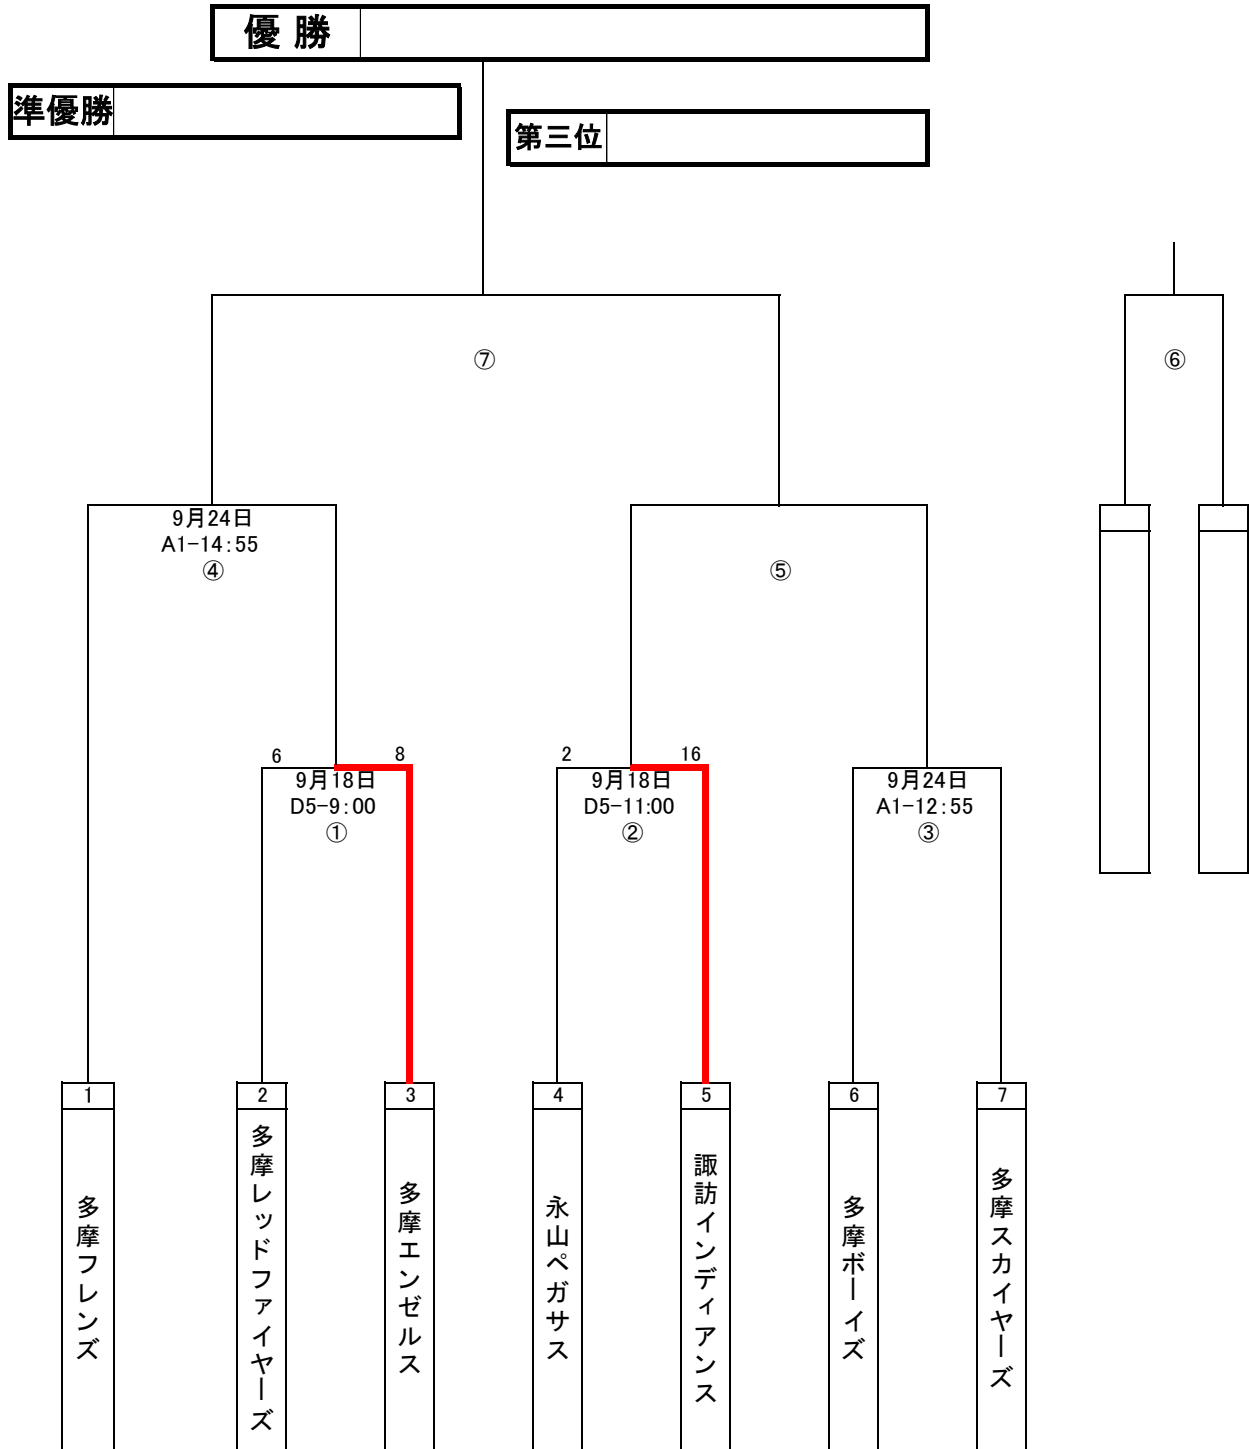 優 勝
準優勝
第三位
⑦
⑥
9月24日
A1-14:55
④
⑤
6
8
9月18日
D5-9:00
①
2
16
9月18日
D5-11:00
②
9月24日
A1-12:55
③
1
2
3
4
5
6
7
多摩フレンズ
多摩レッドファイヤーズ
多摩エンゼルス
永山ペガサス
諏訪インディアンス
多摩ボーイズ
多摩スカイヤーズ